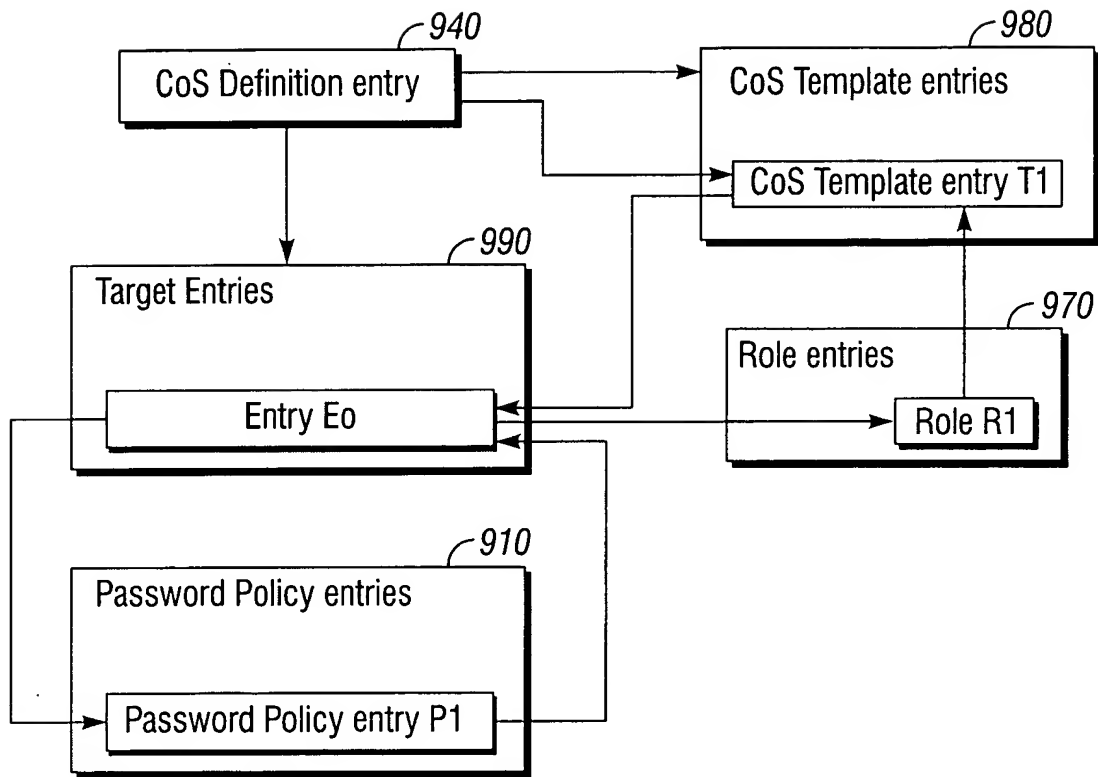 940
CoS Definition entry
980
CoS Template entries
CoS Template entry T1
990
Target Entries
Entry Eo
970
Role entries
Role R1
910
Password Policy entries
Password Policy entry P1